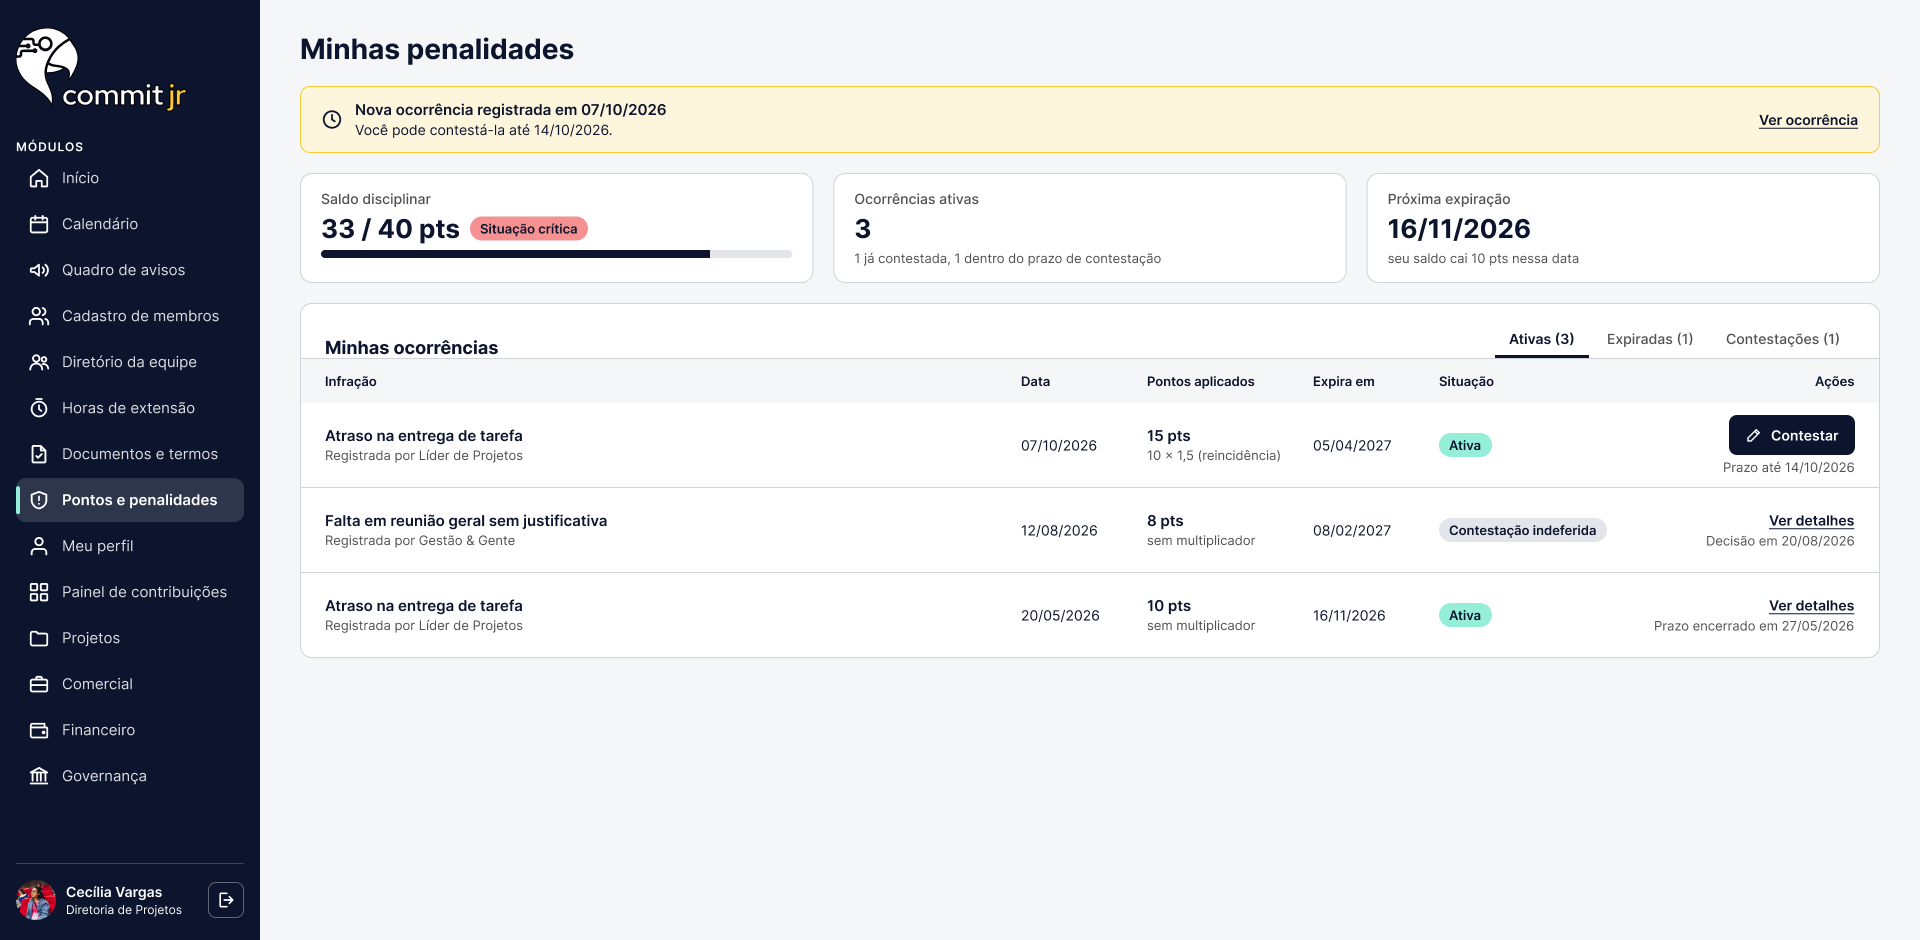 commit jr
MÓDULOS
Início
Calendário
Quadro de avisos
Cadastro de membros
Diretório da equipe
Horas de extensão
Documentos e termos
Pontos e penalidades
Meu perfil
Painel de contribuições
Projetos
Comercial
Financeiro
Governança
Cecília Vargas
Diretoria de Projetos
Minhas penalidades
Nova ocorrência registrada em 07/10/2026
Você pode contestá-la até 14/10/2026.
Ver ocorrência
Saldo disciplinar
33 / 40 pts Situação crítica
Ocorrências ativas
3
1 já contestada, 1 dentro do prazo de contestação
Próxima expiração
16/11/2026
seu saldo cai 10 pts nessa data
Minhas ocorrências
Ativas (3) Expiradas (1) Contestações (1)
Infração Data Pontos aplicados Expira em Situação Ações
Atraso na entrega de tarefa
Registrada por Líder de Projetos
07/10/2026
15 pts
10 × 1,5 (reincidência)
05/04/2027
Ativa
Contestar
Prazo até 14/10/2026
Falta em reunião geral sem justificativa
Registrada por Gestão & Gente
12/08/2026
8 pts
sem multiplicador
08/02/2027
Contestação indeferida
Ver detalhes
Decisão em 20/08/2026
Atraso na entrega de tarefa
Registrada por Líder de Projetos
20/05/2026
10 pts
sem multiplicador
16/11/2026
Ativa
Ver detalhes
Prazo encerrado em 27/05/2026